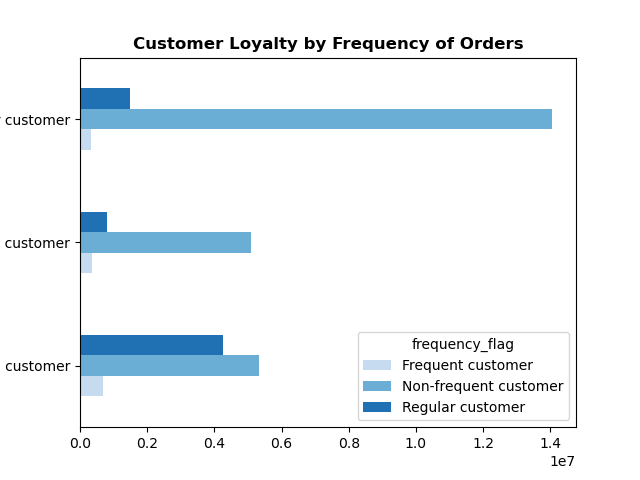 Customer Loyalty by Frequency of Orders
customer
customer
customer
frequency_flag
Frequent customer
Non-frequent customer
Regular customer
0.0 0.2 0.4 0.6 0.8 1.0 1.2 1.4
1e7